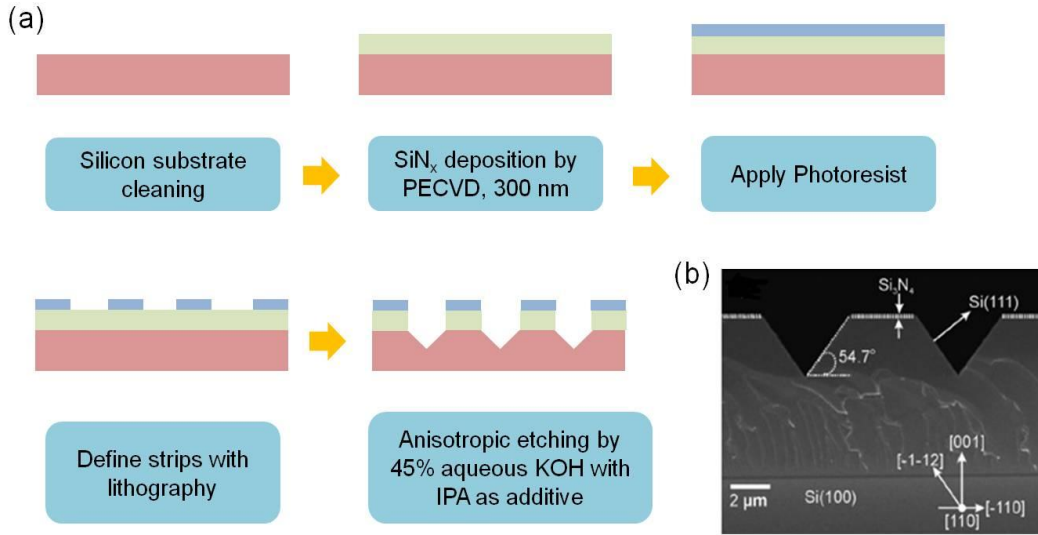 (a)
Silicon substrate
cleaning
SiNₓ deposition by
PECVD, 300 nm
Apply Photoresist
Define strips with
lithography
Anisotropic etching by
45% aqueous KOH with
IPA as additive
(b)
Si₃N₄
Si(111)
54.7°
[001]
[-1-12]
[-110]
[110]
2 μm
Si(100)